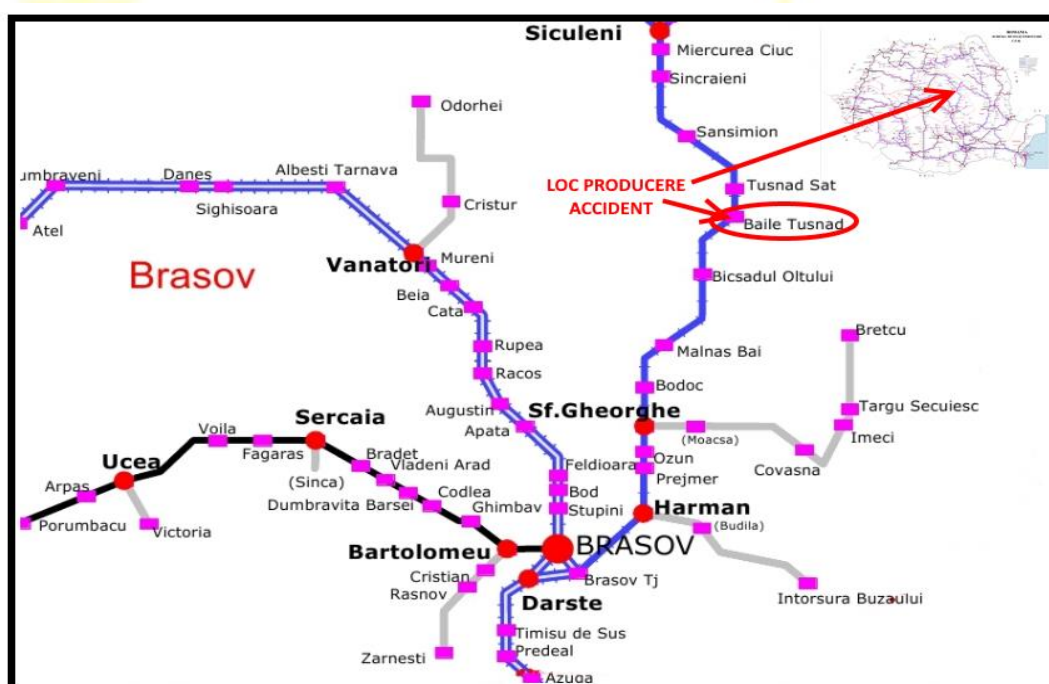 ROMANIA
Siculeni
Miercurea Ciuc
Sincraieni
Odorhei
Sansimion
umbraveni
Danes
Albesti Tarnava
LOC PRODUCERE
ACCIDENT
Tusnad Sat
Sighisoara
Cristur
Atel
Baile Tusnad
Vanatori
Mureni
Brasov
Bicsadul Oltului
Beia
Cata
Bretcu
Rupea
Malnas Bai
Racos
Bodoc
Augustin
Sf.Gheorghe
Targu Secuiesc
Sercaia
Apata
Voila
(Moacsa)
Imeci
Fagaras
Bradet
Ozun
Covasna
Ucea
Vladeni Arad
Feldioara
Prejmer
(Sinca)
Arpas
Codlea
Bod
Dumbravita Barsei
Ghimbav
Stupini
Harman
Porumbacu
Victoria
(Budila)
Bartolomeu
BRASOV
Cristian
Brasov Tj
Rasnov
Darste
Intorsura Buzaului
Timisu de Sus
Zarnesti
Predeal
Azuga